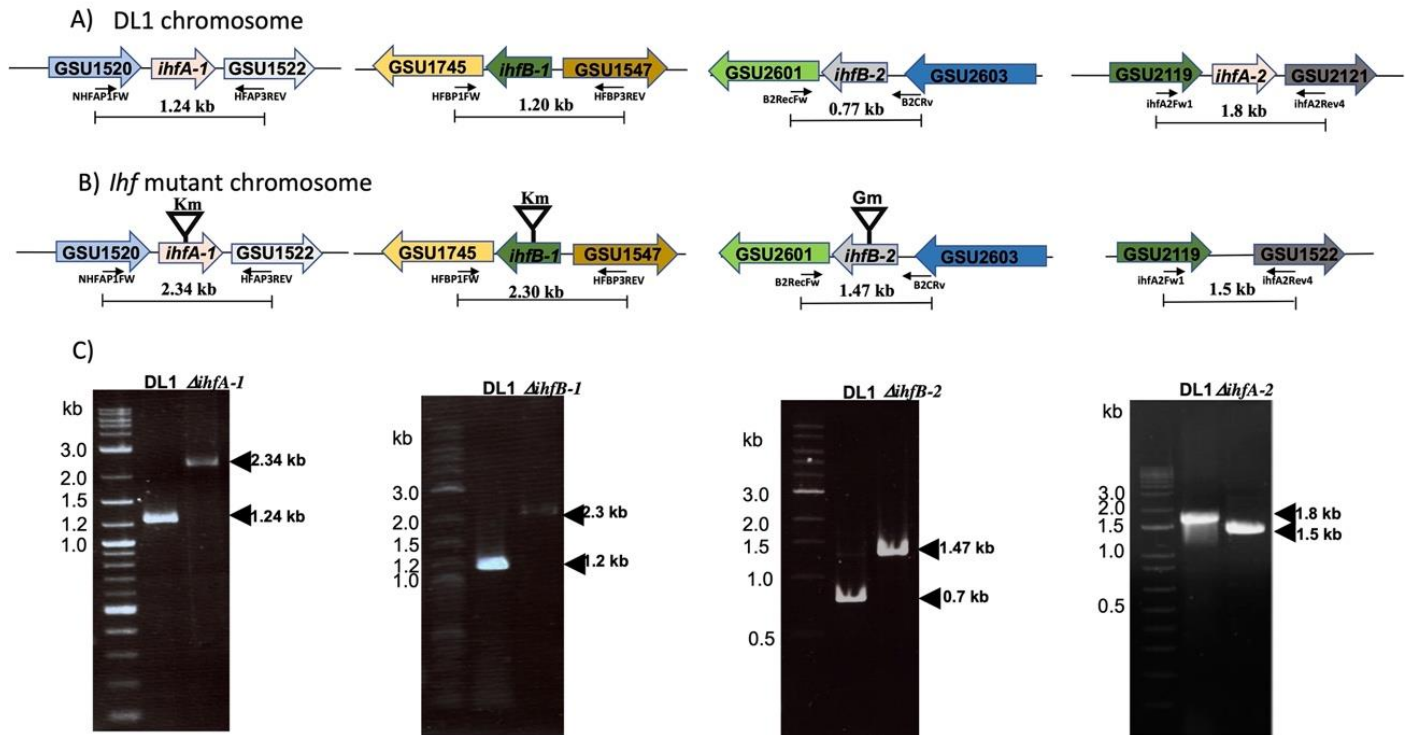 A) DL1 chromosome
GSU1520 ihfA-1 GSU1522 GSU1745 ihfB-1 GSU1547 GSU2601 ihfB-2 GSU2603 GSU2119 ihfA-2 GSU2121
NHFAP1FW HFAP3REV HFBP1FW HFBP3REV B2RecFw B2CRv ihfA2Fw1 ihfA2Rev4
1.24 kb 1.20 kb 0.77 kb 1.8 kb
B) Ihf mutant chromosome
Km Km Gm
GSU1520 ihfA-1 GSU1522 GSU1745 ihfB-1 GSU1547 GSU2601 ihfB-2 GSU2603 GSU2119 GSU1522
NHFAP1FW HFAP3REV HFBP1FW HFBP3REV B2RecFw B2CRv ihfA2Fw1 ihfA2Rev4
2.34 kb 2.30 kb 1.47 kb 1.5 kb
C)
DL1 ΔihfA-1
kb
3.0
2.0
1.5
1.2
1.0
2.34 kb
1.24 kb
DL1 ΔihfB-1
kb
3.0
2.0
1.5
1.2
1.0
2.3 kb
1.2 kb
DL1 ΔihfB-2
kb
3.0
2.0
1.5
1.0
0.5
1.47 kb
0.7 kb
DL1 ΔihfA-2
kb
3.0
2.0
1.5
1.0
0.5
1.8 kb
1.5 kb